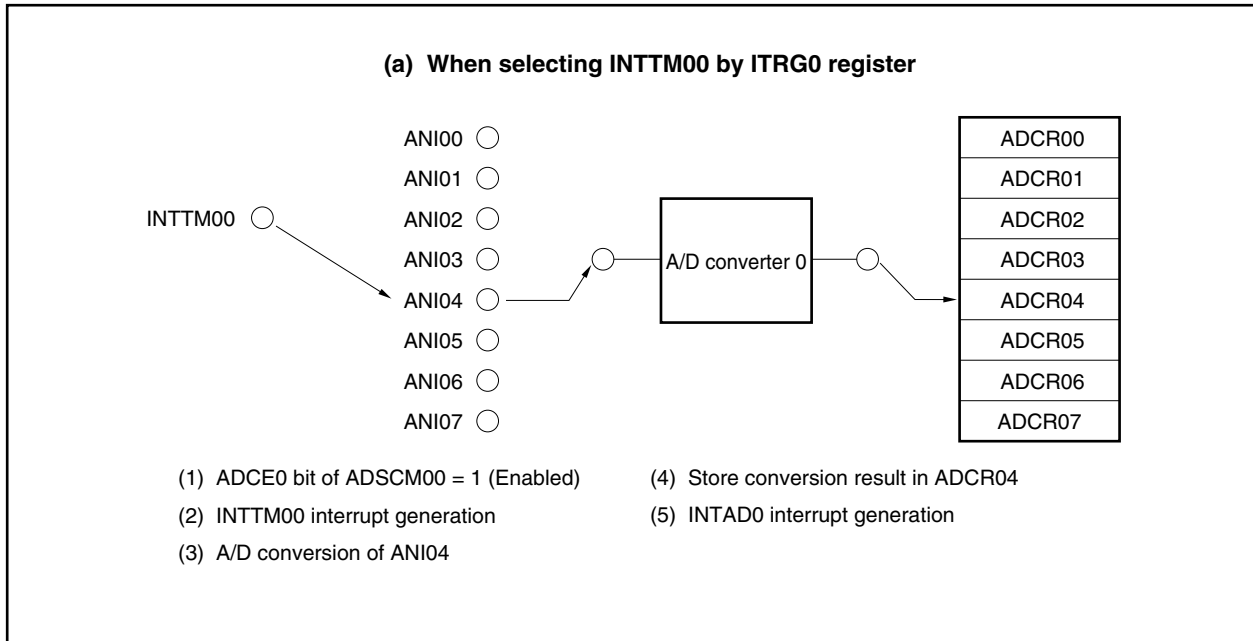 (a) When selecting INTTM00 by ITRG0 register
ANI00
ANI01
ANI02
INTTM00
ANI03
ANI04
ANI05
ANI06
ANI07
A/D converter 0
ADCR00
ADCR01
ADCR02
ADCR03
ADCR04
ADCR05
ADCR06
ADCR07
(1) ADCE0 bit of ADSCM00 = 1 (Enabled)
(2) INTTM00 interrupt generation
(3) A/D conversion of ANI04
(4) Store conversion result in ADCR04
(5) INTAD0 interrupt generation